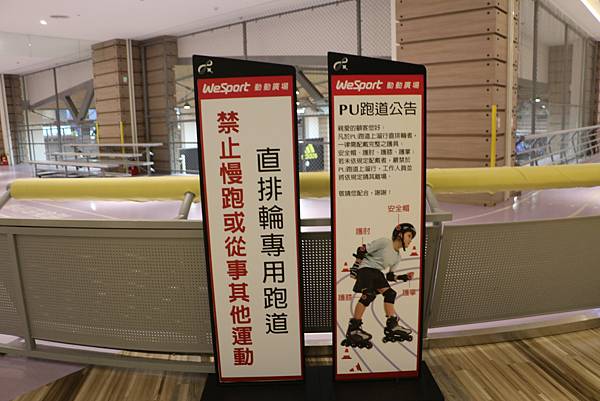 WeSport 動動廣場
直排輪專用跑道
禁止慢跑或從事其他運動
WeSport 動動廣場
PU跑道公告
親愛的顧客您好：
凡於PU跑道上溜行直排輪者，
一律需配戴完整之護具：
安全帽、護肘、護膝、護掌；
若未依規定配戴者，嚴禁於
PU跑道上溜行，工作人員並
將依規定請其離場。
敬請您配合，謝謝！
安全帽
護肘
護膝
護掌